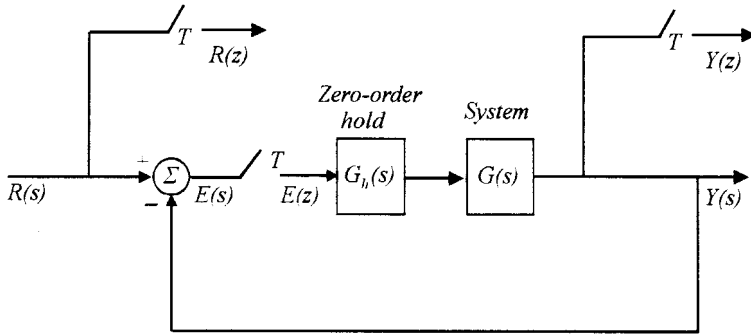 T
R(z)
T
Y(z)
Zero-order
hold
System
+
Σ
T
G_h(s)
G(s)
R(s)
−
E(s)
E(z)
Y(s)